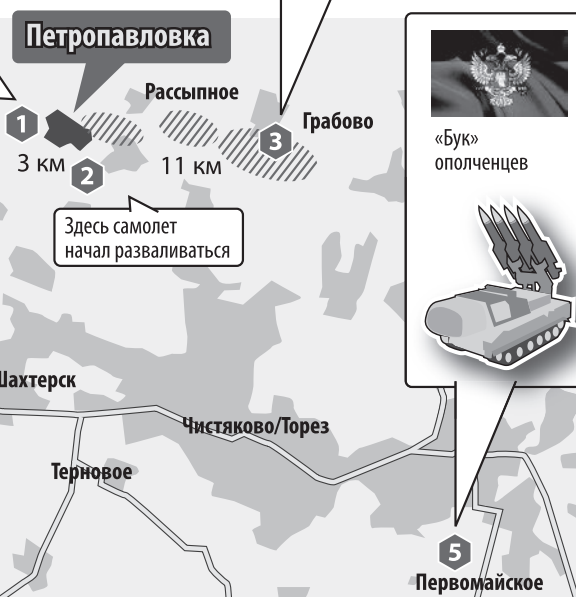 Петропавловка
Рассыпное
Грабово
1
3
3 км
2
11 км
Здесь самолет
начал разваливаться
«Бук»
ополченцев
Шахтерск
Чистяково/Торез
Терновое
5
Первомайское